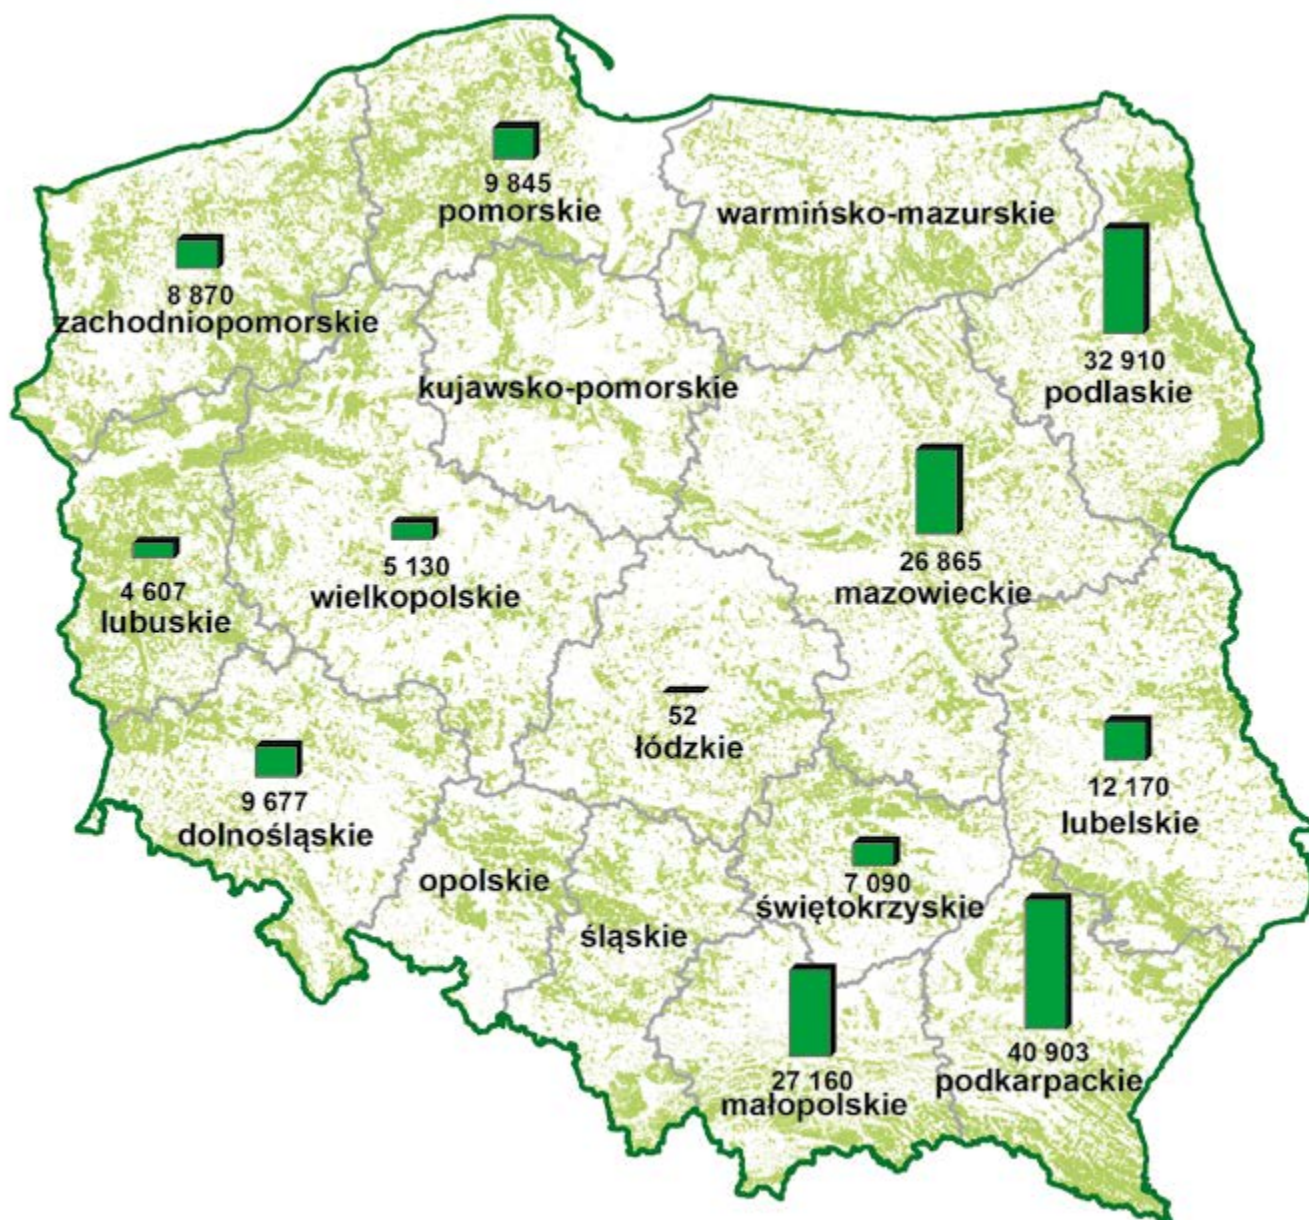 9 845
pomorskie
warmińsko-mazurskie
8 870
zachodniopomorskie
32 910
podlaskie
kujawsko-pomorskie
26 865
mazowieckie
5 130
wielkopolskie
4 607
lubuskie
52
łódzkie
12 170
lubelskie
9 677
dolnośląskie
opolskie
7 090
świętokrzyskie
śląskie
40 903
podkarpackie
27 160
małopolskie